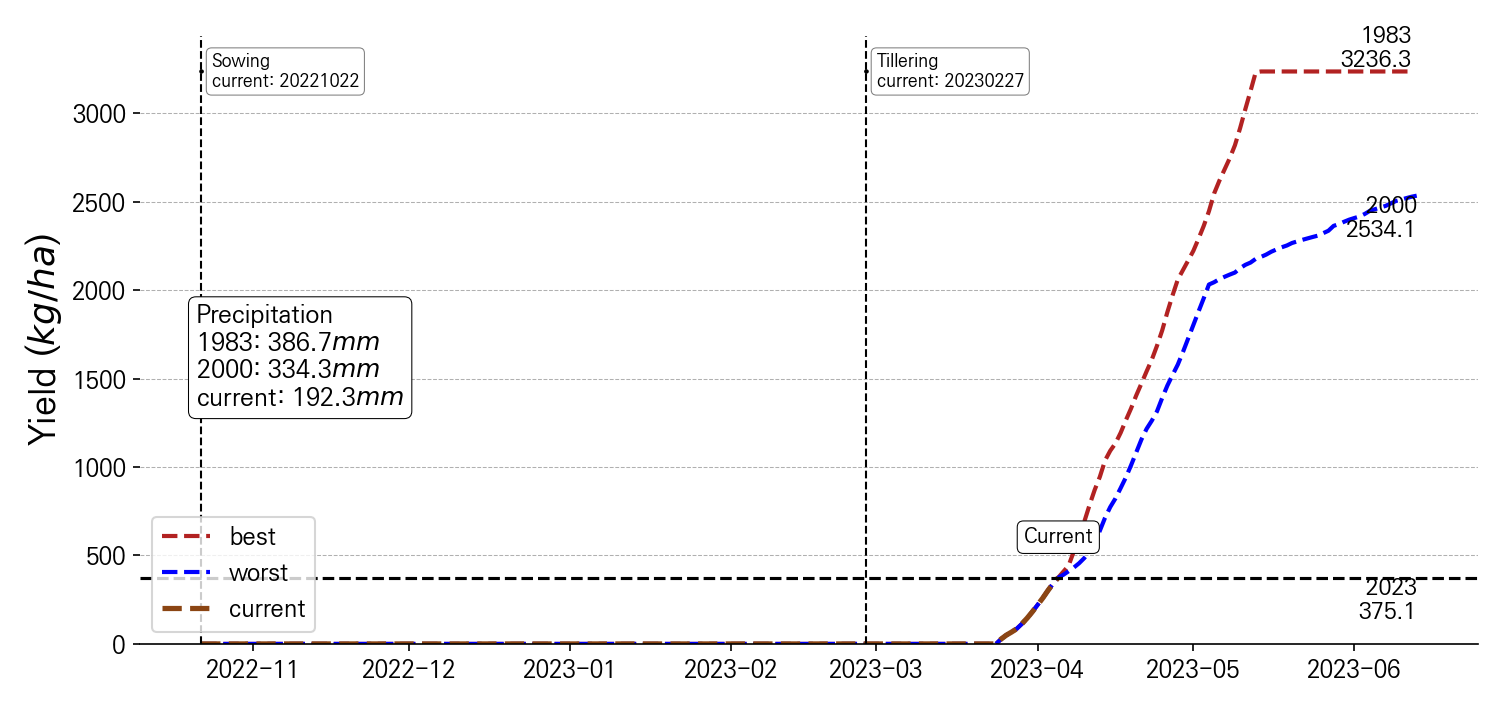 1983
3236.3
Sowing
current: 20221022
Tillering
current: 20230227
3000
2500
2000
1500
1000
500
0
Yield (kg/ha)
2000
2534.1
Precipitation
1983: 386.7mm
2000: 334.3mm
current: 192.3mm
Current
best
worst
current
2023
375.1
2022-11
2022-12
2023-01
2023-02
2023-03
2023-04
2023-05
2023-06